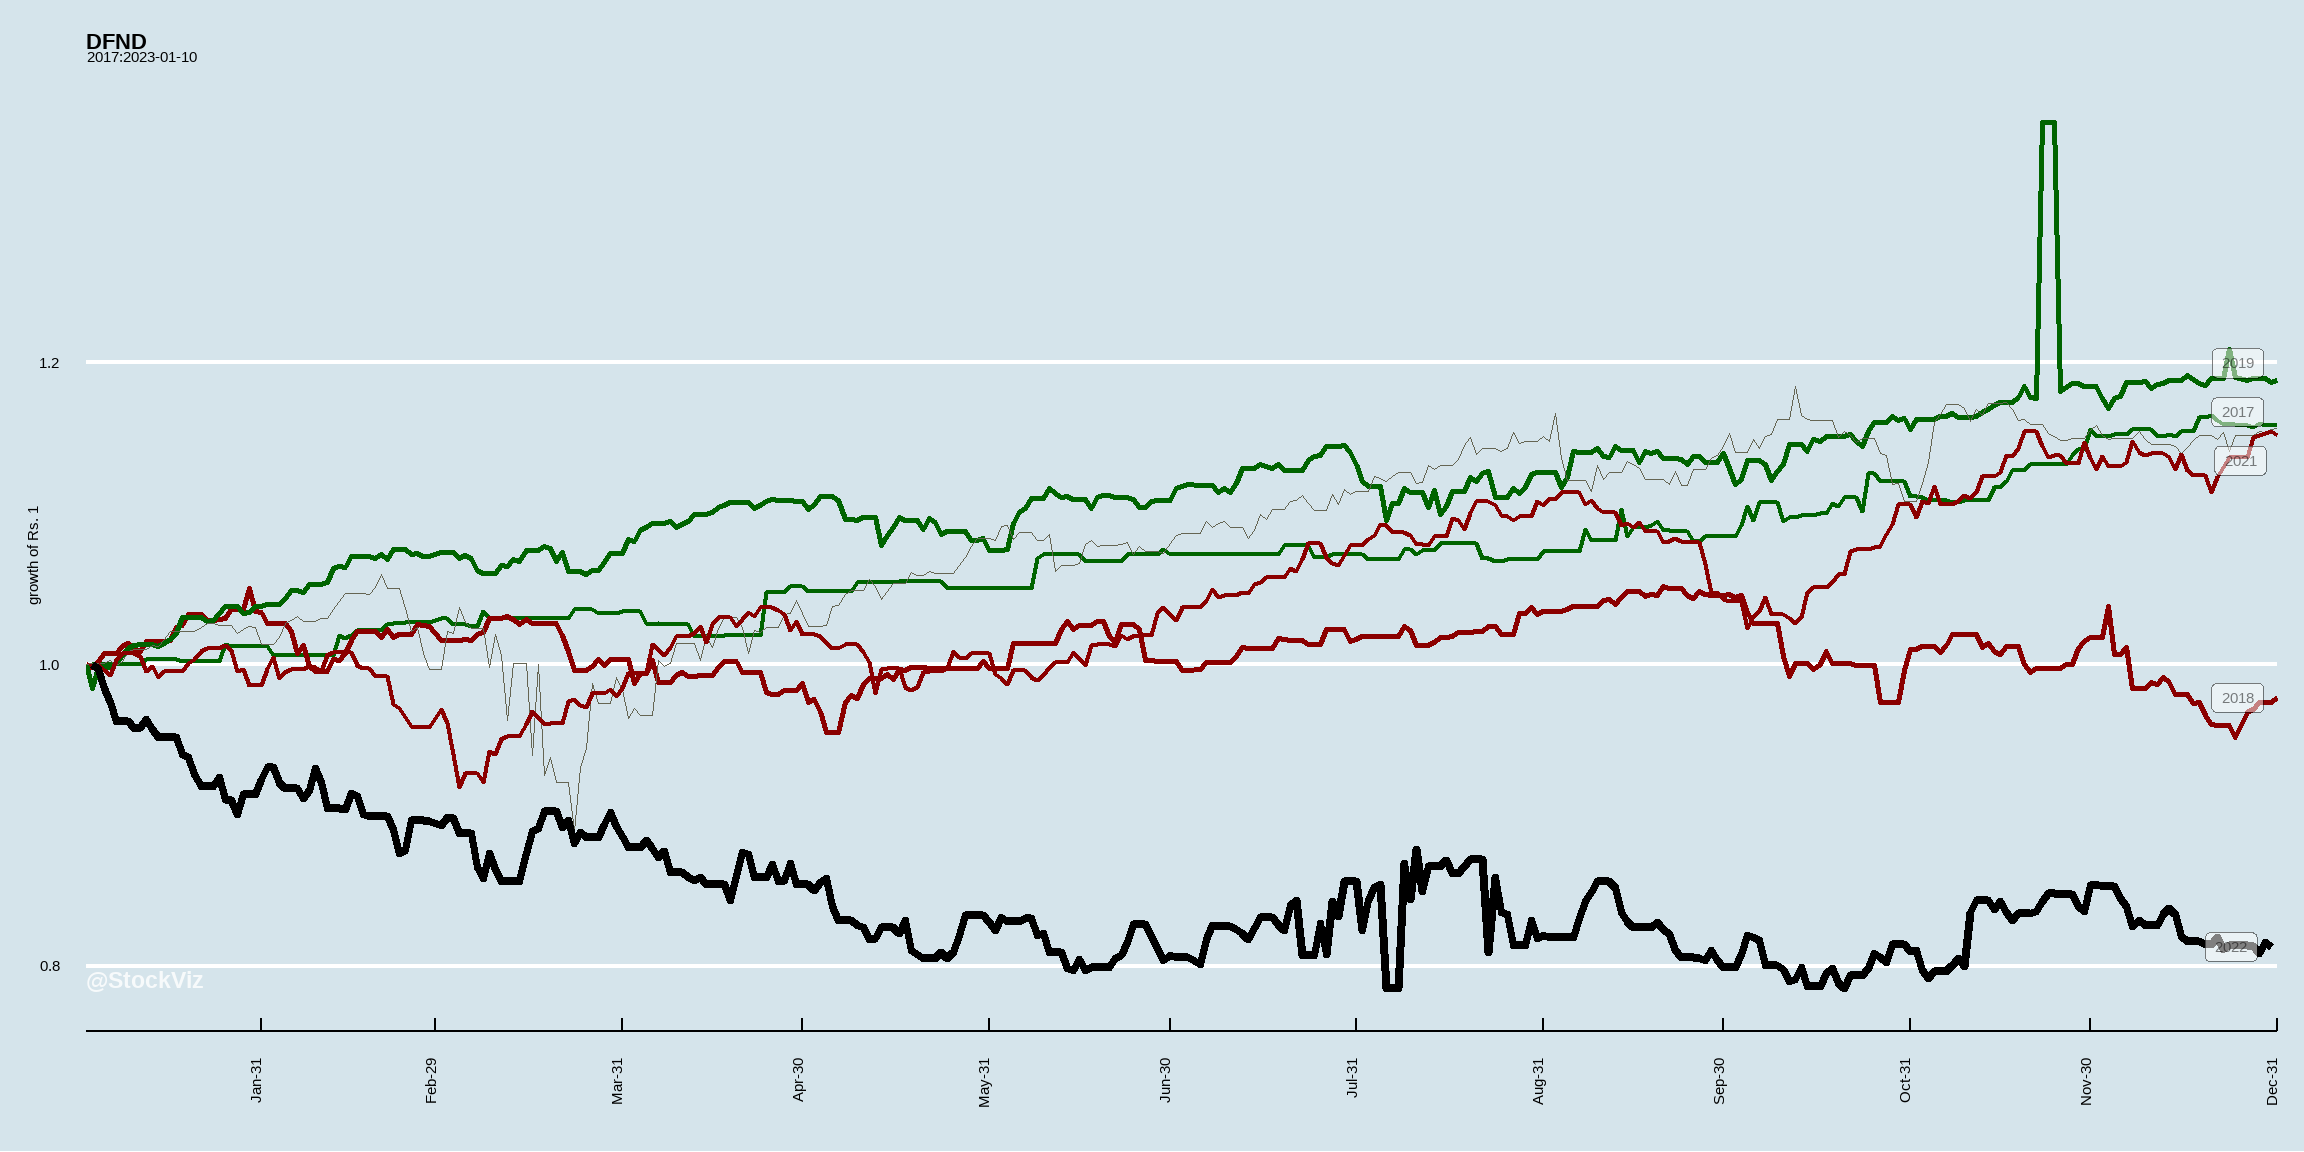 DFND
2017:2023-01-10
growth of Rs. 1
1.2
1.0
0.8
2019
2017
2021
2018
2022
@StockViz
Jan-31
Feb-29
Mar-31
Apr-30
May-31
Jun-30
Jul-31
Aug-31
Sep-30
Oct-31
Nov-30
Dec-31